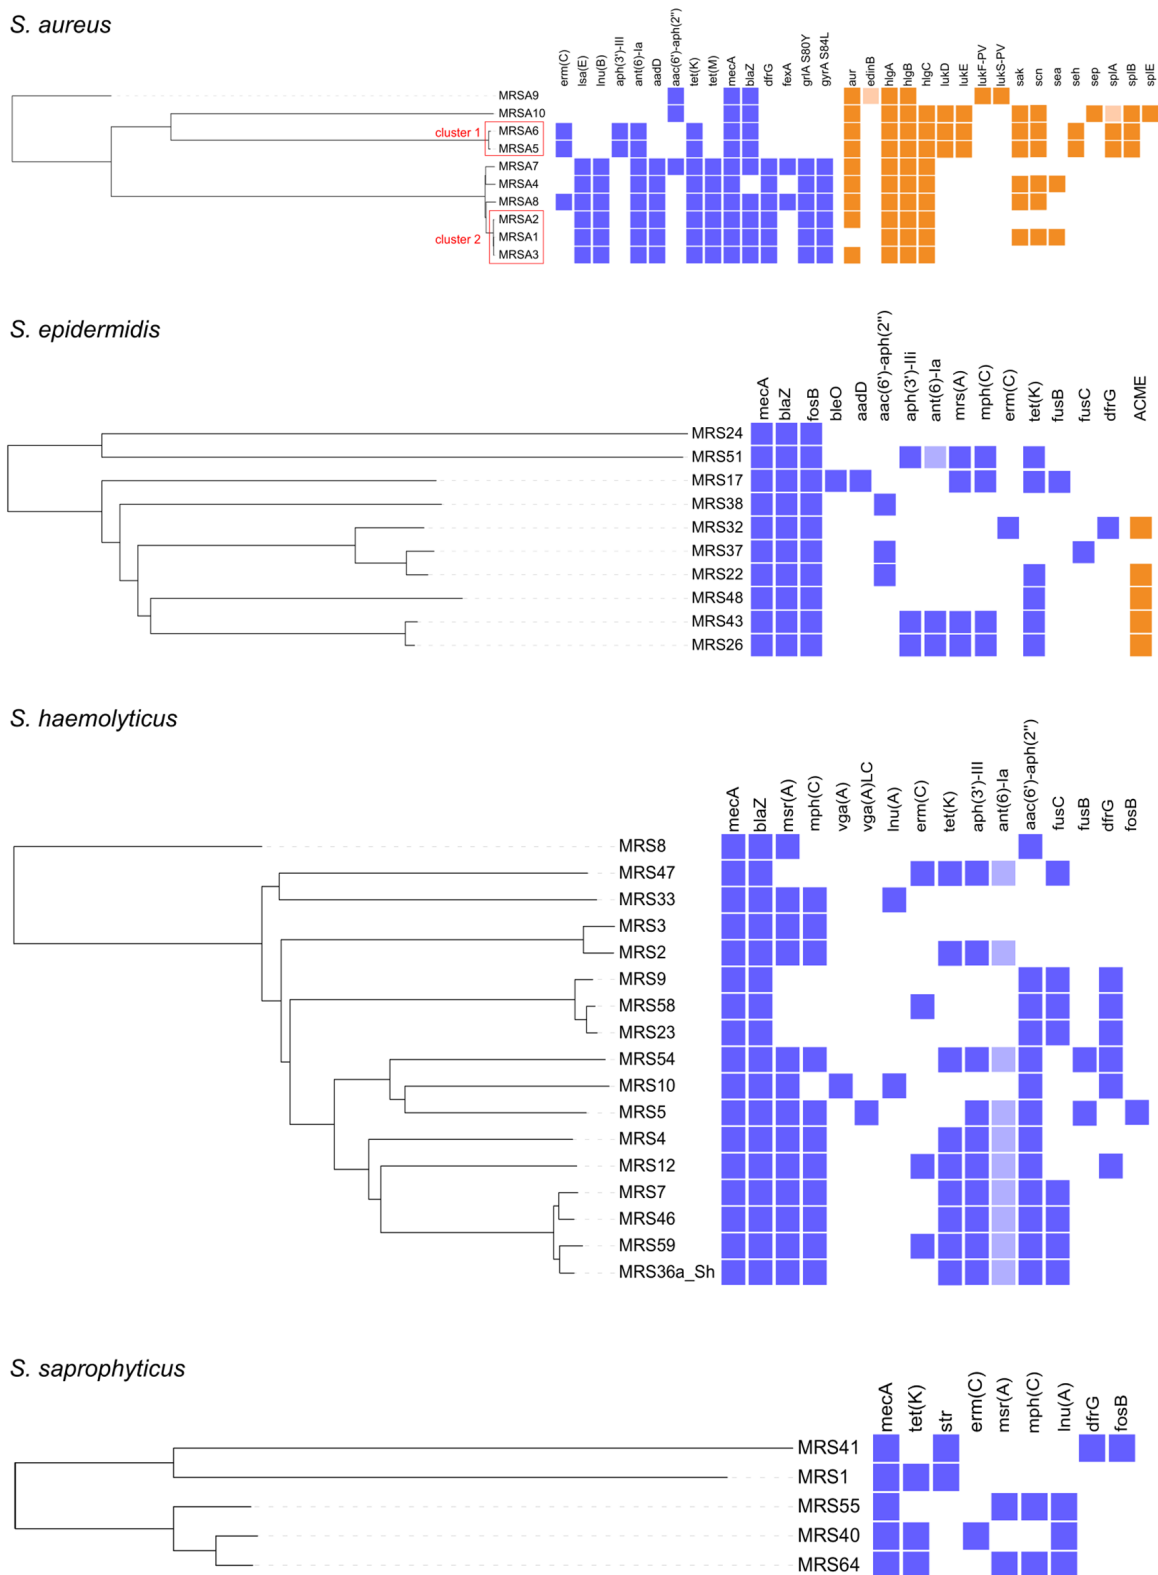 S. aureus
erm(C) lsa(E) lnu(B) aph(3')-III ant(6)-Ia aadD aac(6')-aph(2'') tet(K) tet(M) mecA blaZ dfrG fexA grlA S80Y gyrA S84L aur edinB hlgA hlgB hlgC lukD lukE lukF-PV lukS-PV sak scn sea seh sep splA splB splE
MRSA9
MRSA10
cluster 1 MRSA6
MRSA5
MRSA7
MRSA4
MRSA8
MRSA2
cluster 2 MRSA1
MRSA3
S. epidermidis
mecA blaZ fosB bleO aadD aac(6')-aph(2'') aph(3')-IIi ant(6)-Ia mrs(A) mph(C) erm(C) tet(K) fusB fusC dfrG ACME
MRS24
MRS51
MRS17
MRS38
MRS32
MRS37
MRS22
MRS48
MRS43
MRS26
S. haemolyticus
mecA blaZ msr(A) mph(C) vga(A) vga(A)LC lnu(A) erm(C) tet(K) aph(3')-III ant(6)-Ia aac(6')-aph(2'') fusC fusB dfrG fosB
MRS8
MRS47
MRS33
MRS3
MRS2
MRS9
MRS58
MRS23
MRS54
MRS10
MRS5
MRS4
MRS12
MRS7
MRS46
MRS59
MRS36a_Sh
S. saprophyticus
mecA tet(K) str erm(C) msr(A) mph(C) lnu(A) dfrG fosB
MRS41
MRS1
MRS55
MRS40
MRS64